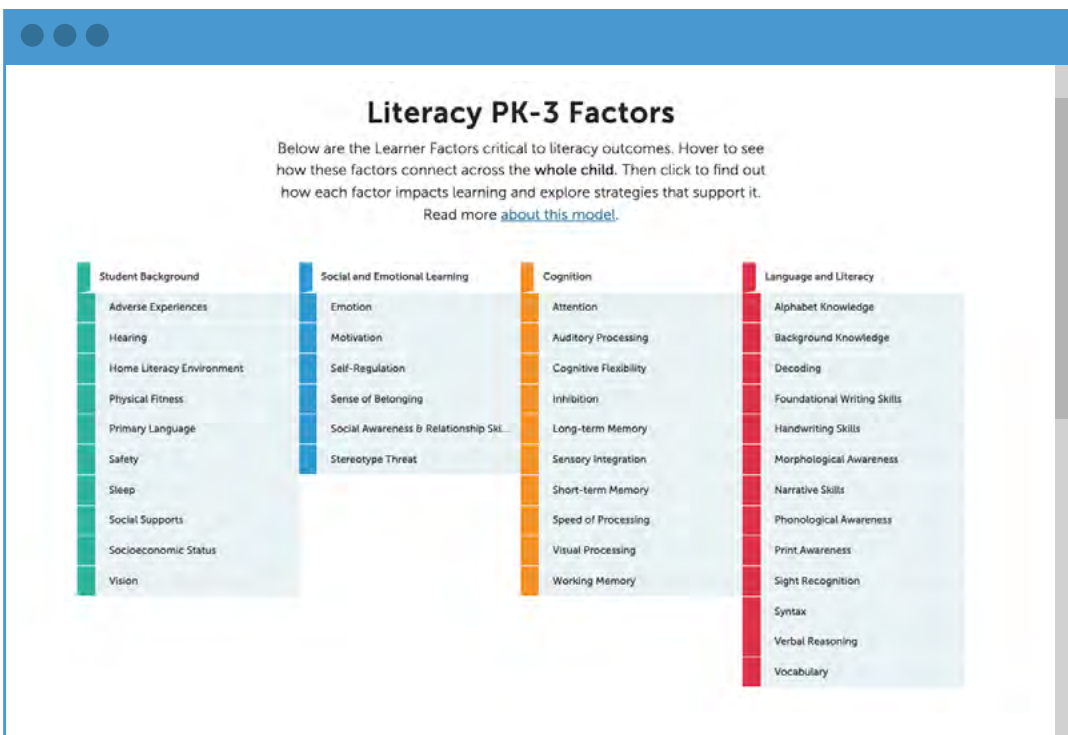 Literacy PK-3 Factors
Below are the Learner Factors critical to literacy outcomes. Hover to see
how these factors connect across the whole child. Then click to find out
how each factor impacts learning and explore strategies that support it.
Read more about this model.
Student Background
Adverse Experiences
Hearing
Home Literacy Environment
Physical Fitness
Primary Language
Safety
Sleep
Social Supports
Socioeconomic Status
Vision
Social and Emotional Learning
Emotion
Motivation
Self-Regulation
Sense of Belonging
Social Awareness & Relationship Ski...
Stereotype Threat
Cognition
Attention
Auditory Processing
Cognitive Flexibility
Inhibition
Long-term Memory
Sensory Integration
Short-term Memory
Speed of Processing
Visual Processing
Working Memory
Language and Literacy
Alphabet Knowledge
Background Knowledge
Decoding
Foundational Writing Skills
Handwriting Skills
Morphological Awareness
Narrative Skills
Phonological Awareness
Print Awareness
Sight Recognition
Syntax
Verbal Reasoning
Vocabulary